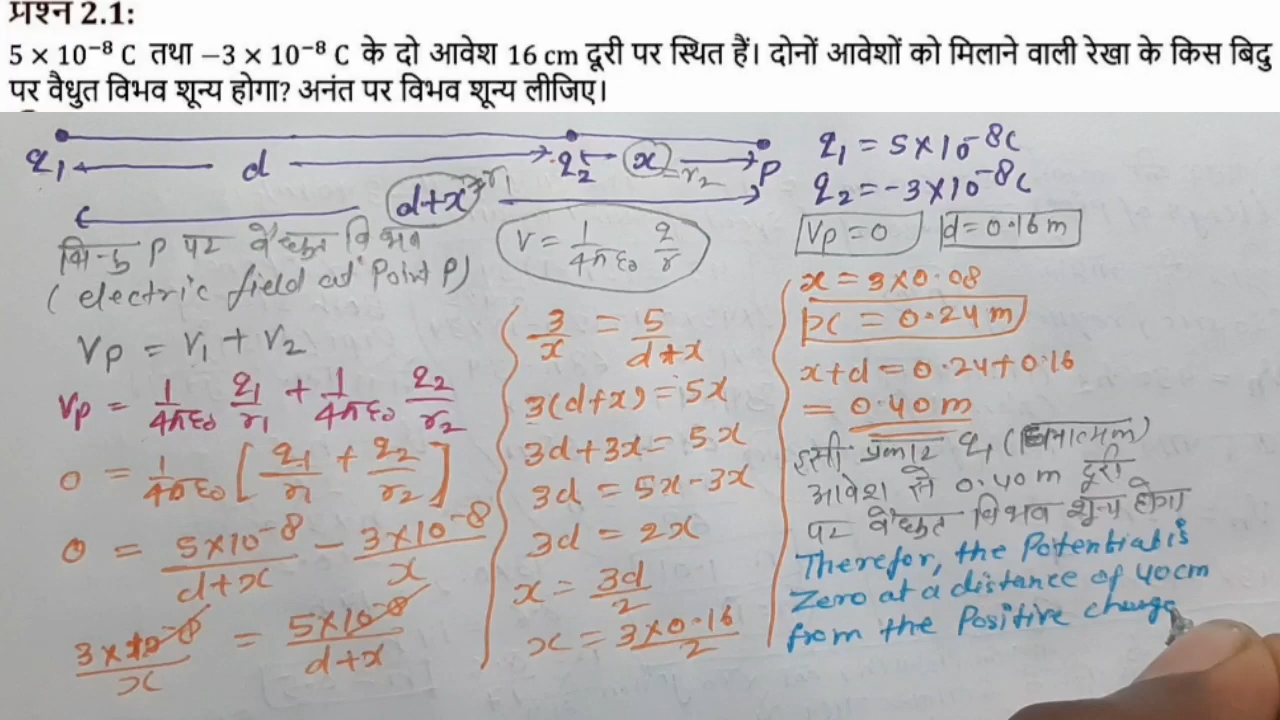 प्रश्न 2.1:
5 × 10⁻⁸ C तथा −3 × 10⁻⁸ C के दो आवेश 16 cm दूरी पर स्थित हैं। दोनों आवेशों को मिलाने वाली रेखा के किस बिदु
पर वैधुत विभव शून्य होगा? अनंत पर विभव शून्य लीजिए।
q₁ d q₂ x = r₂ P
d+x = r₁
बिन्दु P पर वैद्युत विभव
(electric field at Point P)
V = 1/4πε₀ q/r
Vp = V₁ + V₂
Vp = 1/4πε₀ q₁/r₁ + 1/4πε₀ q₂/r₂
0 = 1/4πε₀ [q₁/r₁ + q₂/r₂]
0 = 5×10⁻⁸/d+x − 3×10⁻⁸/x
3×10⁻⁸/x = 5×10⁻⁸/d+x
3/x = 5/d+x
3(d+x) = 5x
3d+3x = 5x
3d = 5x-3x
3d = 2x
x = 3d/2
x = 3×0.16/2
q₁ = 5×10⁻⁸C
q₂ = -3×10⁻⁸C
Vp = 0 d = 0.16 m
x = 3×0.08
x = 0.24 m
x+d = 0.24+0.16
= 0.40 m
इसी प्रकार q₁ (धनात्मक)
आवेश से 0.40 m दूरी
पर वैद्युत विभव शून्य होगा
Therefor, the Potential is
Zero at a distance of 40cm
from the Positive charge